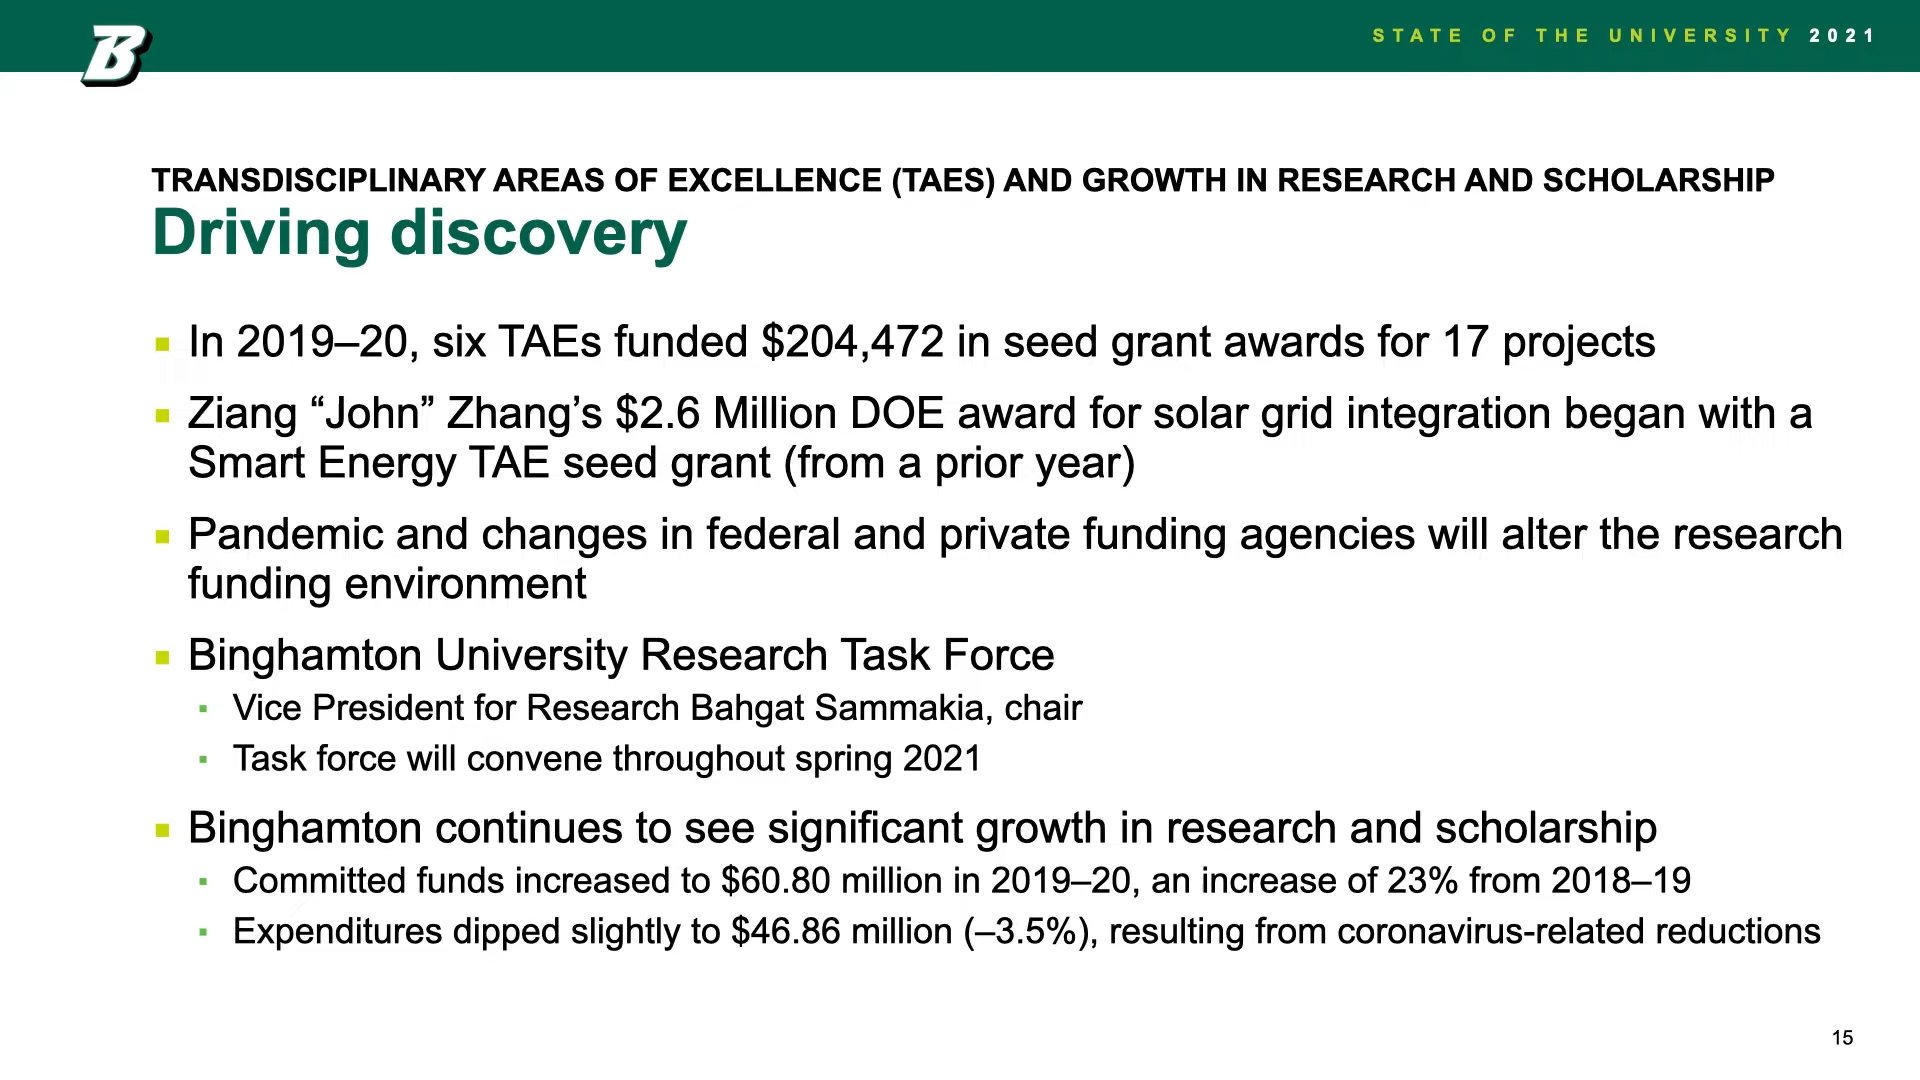 B
STATE OF THE UNIVERSITY 2021
TRANSDISCIPLINARY AREAS OF EXCELLENCE (TAES) AND GROWTH IN RESEARCH AND SCHOLARSHIP
Driving discovery
In 2019–20, six TAEs funded $204,472 in seed grant awards for 17 projects
Ziang “John” Zhang’s $2.6 Million DOE award for solar grid integration began with a
Smart Energy TAE seed grant (from a prior year)
Pandemic and changes in federal and private funding agencies will alter the research
funding environment
Binghamton University Research Task Force
Vice President for Research Bahgat Sammakia, chair
Task force will convene throughout spring 2021
Binghamton continues to see significant growth in research and scholarship
Committed funds increased to $60.80 million in 2019–20, an increase of 23% from 2018–19
Expenditures dipped slightly to $46.86 million (–3.5%), resulting from coronavirus-related reductions
15